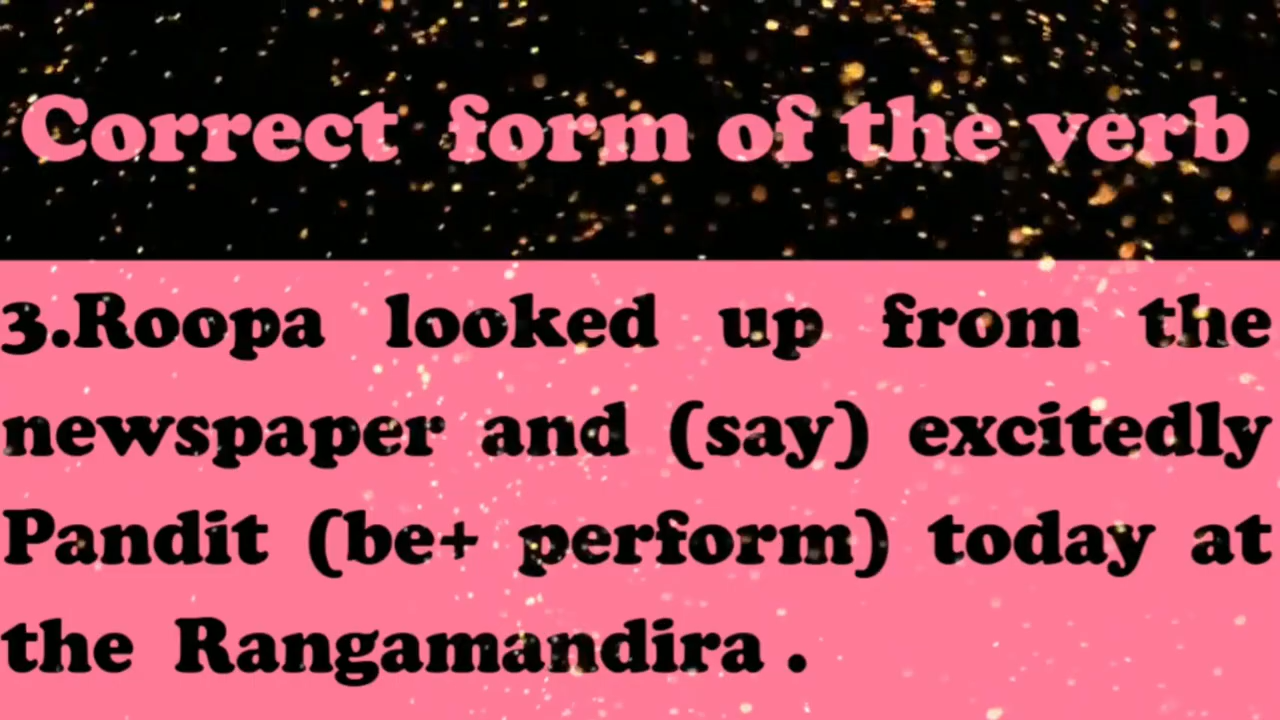 Correct form of the verb
3.Roopa looked up from the
newspaper and (say) excitedly
Pandit (be+ perform) today at
the Rangamandira .